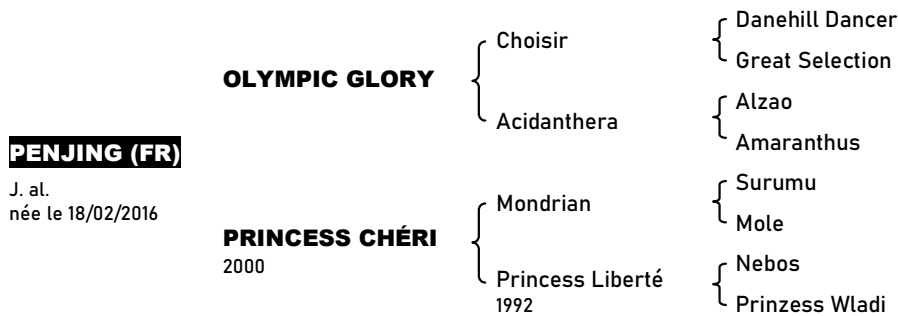 PENJING (FR)
J. al.
née le 18/02/2016
OLYMPIC GLORY
PRINCESS CHÉRI
2000
Choisir
Acidanthera
Mondrian
Princess Liberté
1992
Danehill Dancer
Great Selection
Alzao
Amaranthus
Surumu
Mole
Nebos
Prinzess Wladi